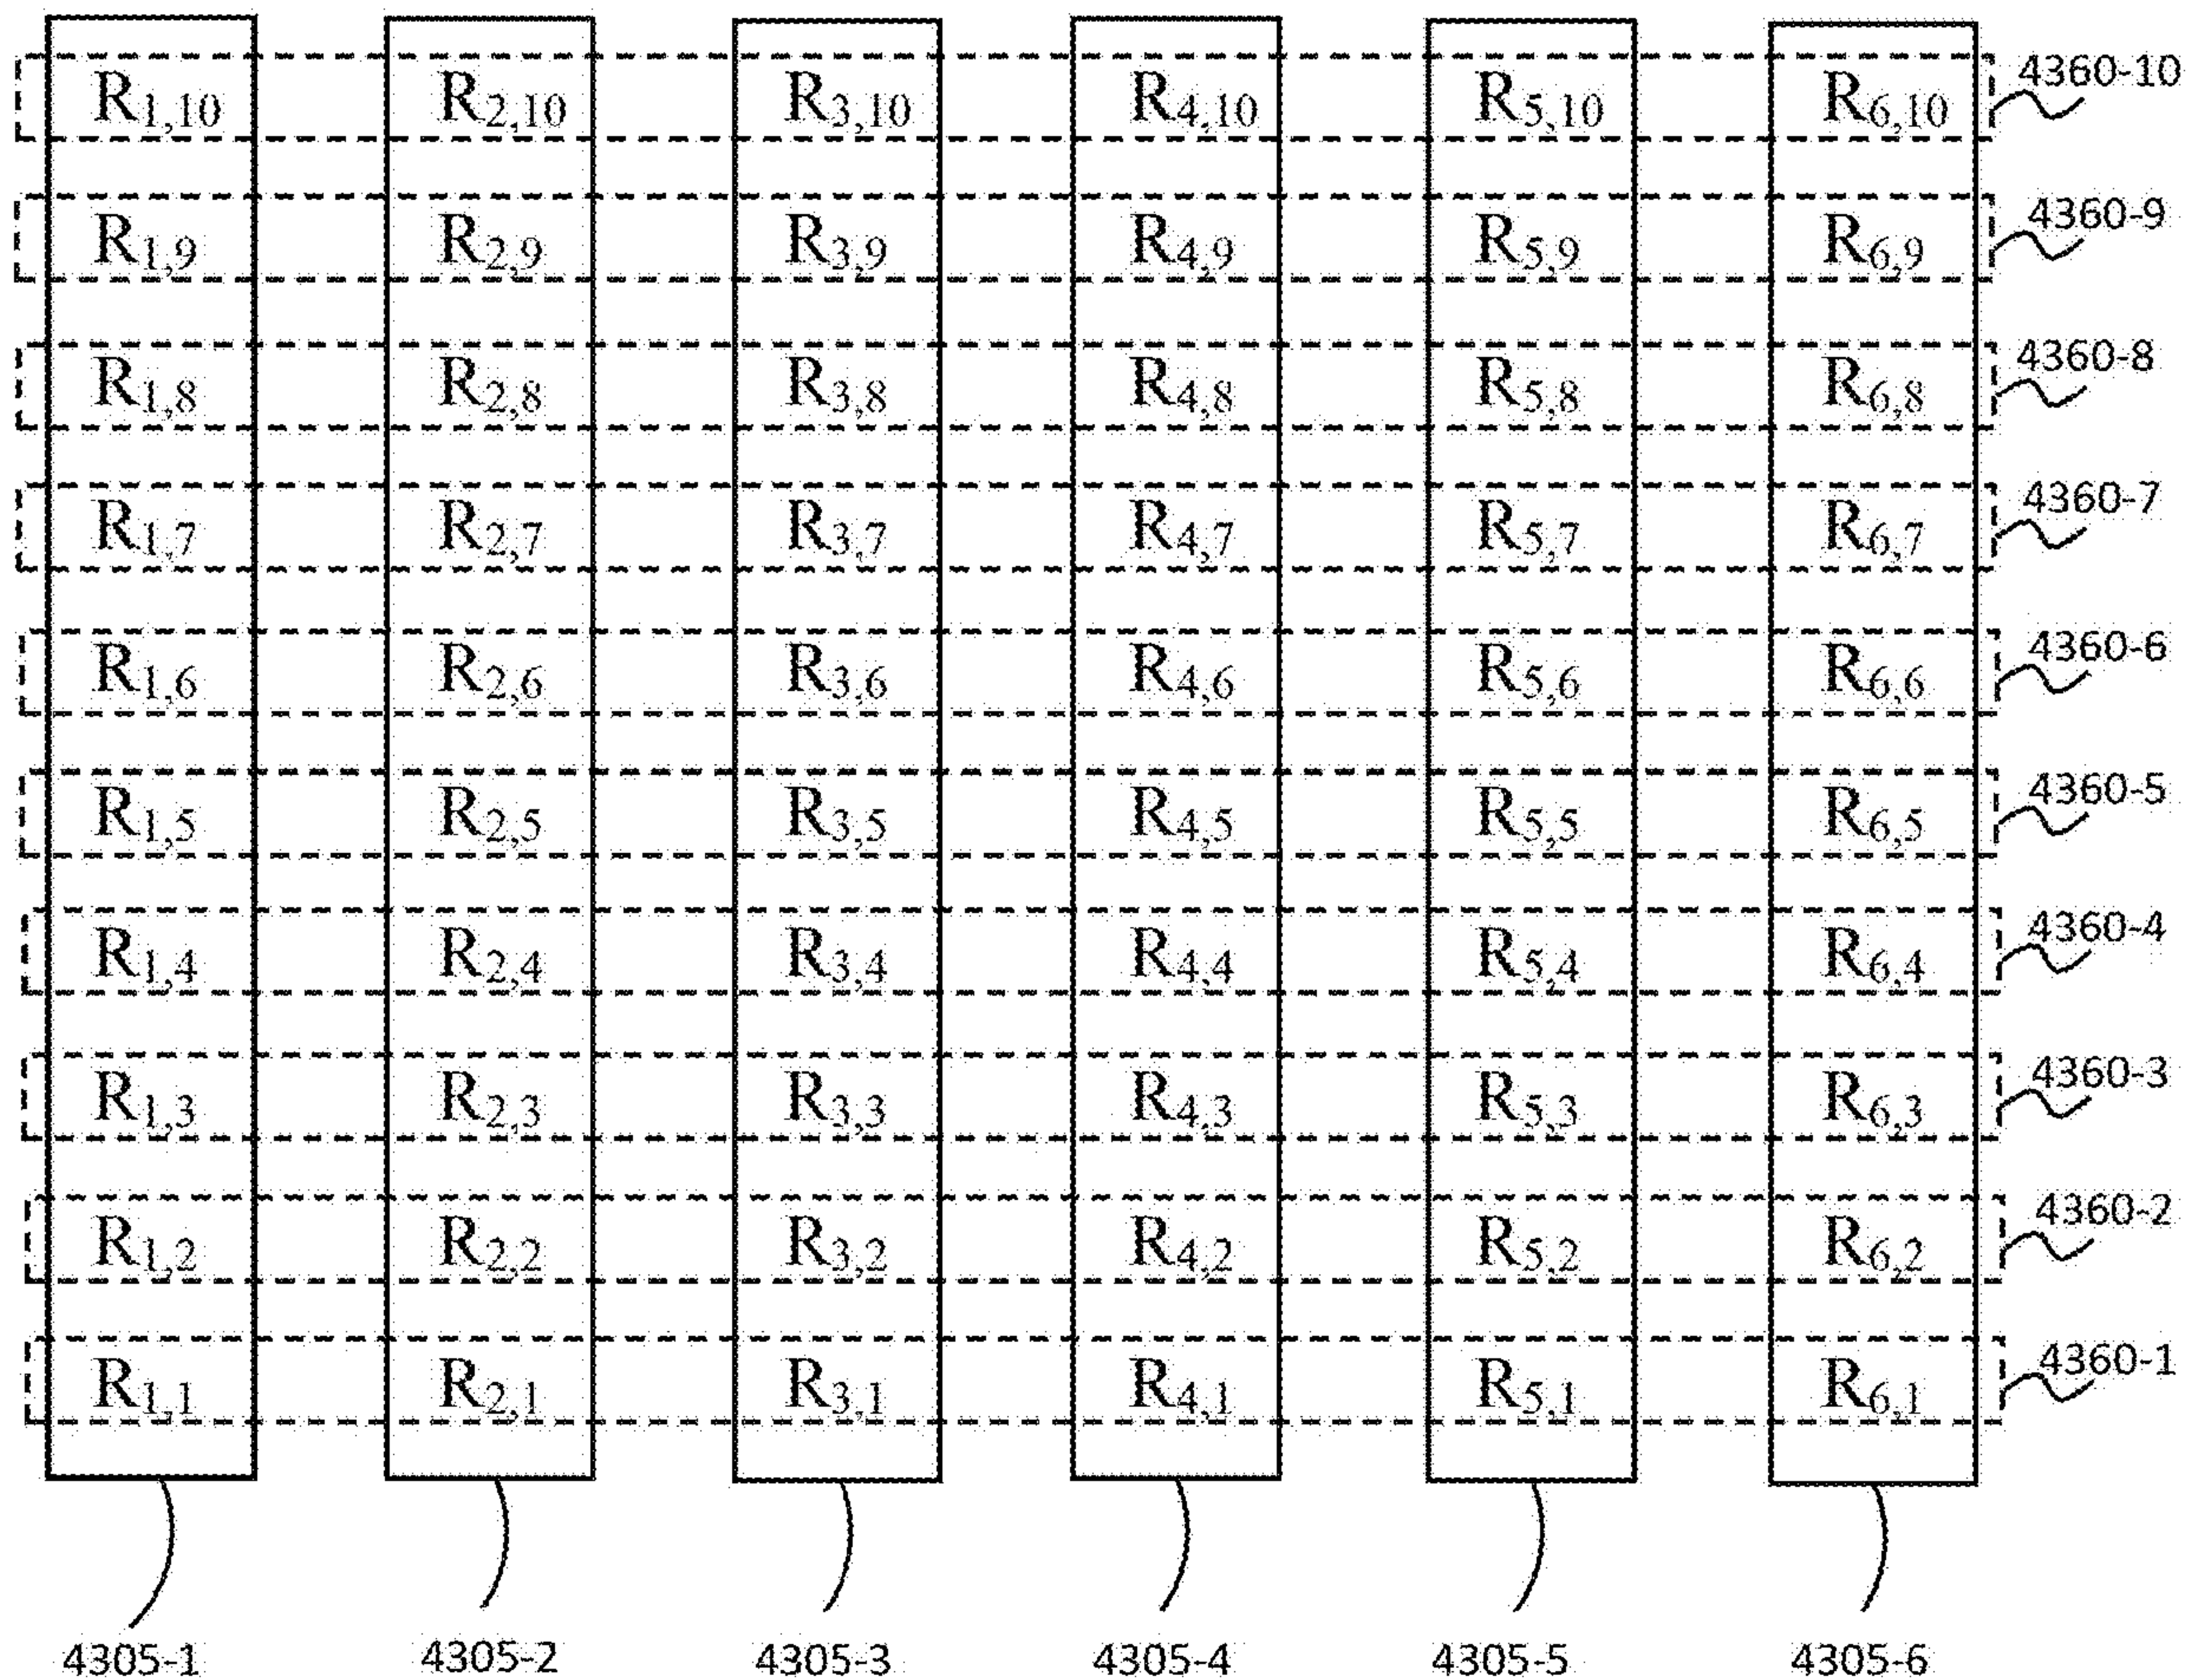 R1,10 R2,10 R3,10 R4,10 R5,10 R6,10 4360-10
R1,9 R2,9 R3,9 R4,9 R5,9 R6,9 4360-9
R1,8 R2,8 R3,8 R4,8 R5,8 R6,8 4360-8
R1,7 R2,7 R3,7 R4,7 R5,7 R6,7 4360-7
R1,6 R2,6 R3,6 R4,6 R5,6 R6,6 4360-6
R1,5 R2,5 R3,5 R4,5 R5,5 R6,5 4360-5
R1,4 R2,4 R3,4 R4,4 R5,4 R6,4 4360-4
R1,3 R2,3 R3,3 R4,3 R5,3 R6,3 4360-3
R1,2 R2,2 R3,2 R4,2 R5,2 R6,2 4360-2
R1,1 R2,1 R3,1 R4,1 R5,1 R6,1 4360-1
4305-1 4305-2 4305-3 4305-4 4305-5 4305-6